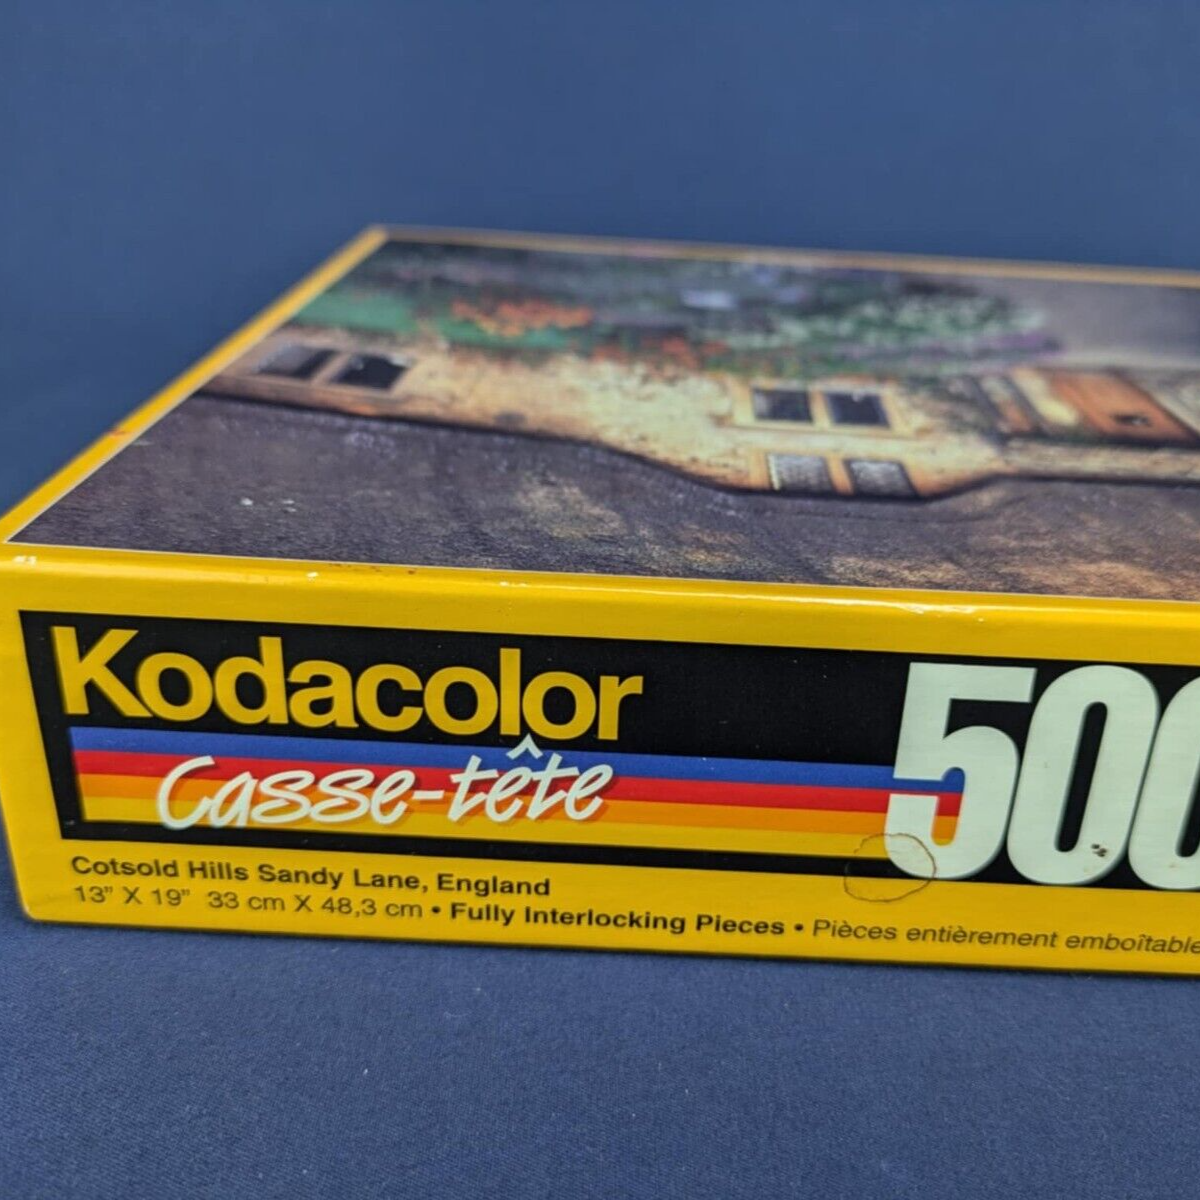 Kodacolor
Casse-tête
500
Cotsold Hills Sandy Lane, England
13” X 19” 33 cm X 48,3 cm • Fully Interlocking Pieces • Pièces entièrement emboîtable